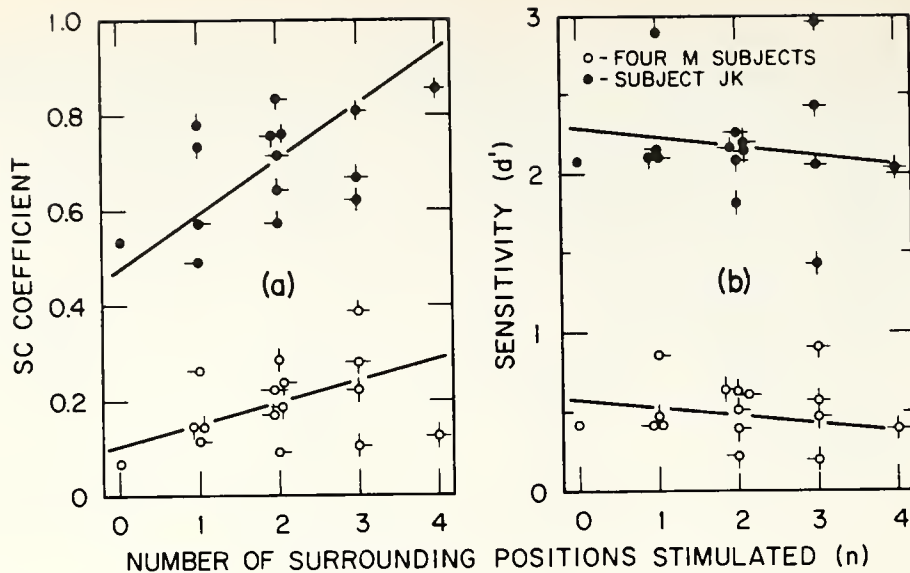 1.0
0.8
0.6
0.4
0.2
0
SC COEFFICIENT
(a)
0 1 2 3 4
3
2
1
0
SENSITIVITY (d')
o - FOUR M SUBJECTS
● - SUBJECT JK
(b)
0 1 2 3 4
NUMBER OF SURROUNDING POSITIONS STIMULATED (n)